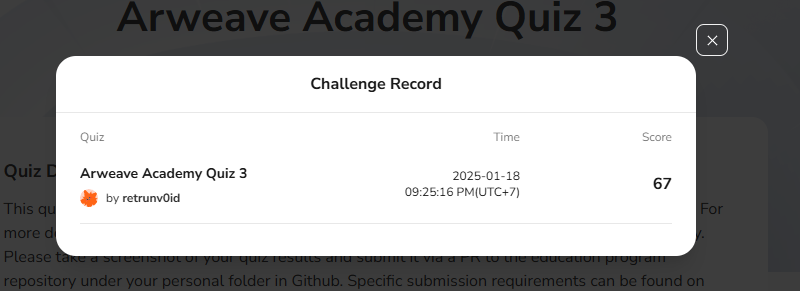 Arweave Academy Quiz 3
Challenge Record
Quiz Time Score
Arweave Academy Quiz 3
2025-01-18
09:25:16 PM(UTC+7)
67
by retrunv0id
Quiz D
This qu
For
more de
y.
Please take a screenshot of your quiz results and submit it via a PR to the education program
repository under your personal folder in Github. Specific submission requirements can be found on